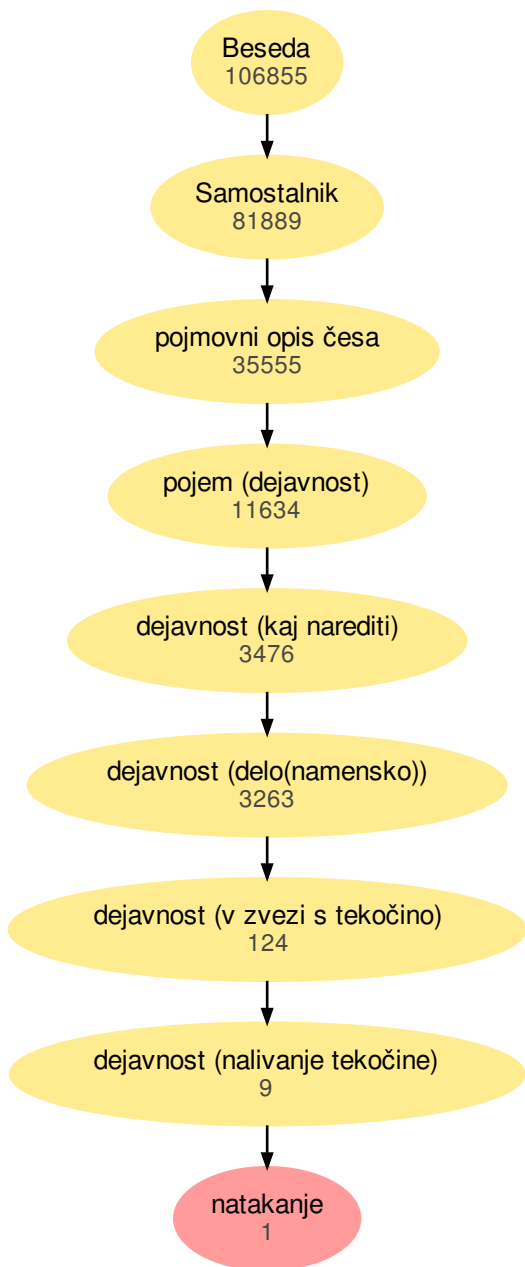 Beseda
106855
Samostalnik
81889
pojmovni opis česa
35555
pojem (dejavnost)
11634
dejavnost (kaj narediti)
3476
dejavnost (delo(namensko))
3263
dejavnost (v zvezi s tekočino)
124
dejavnost (nalivanje tekočine)
9
natakanje
1